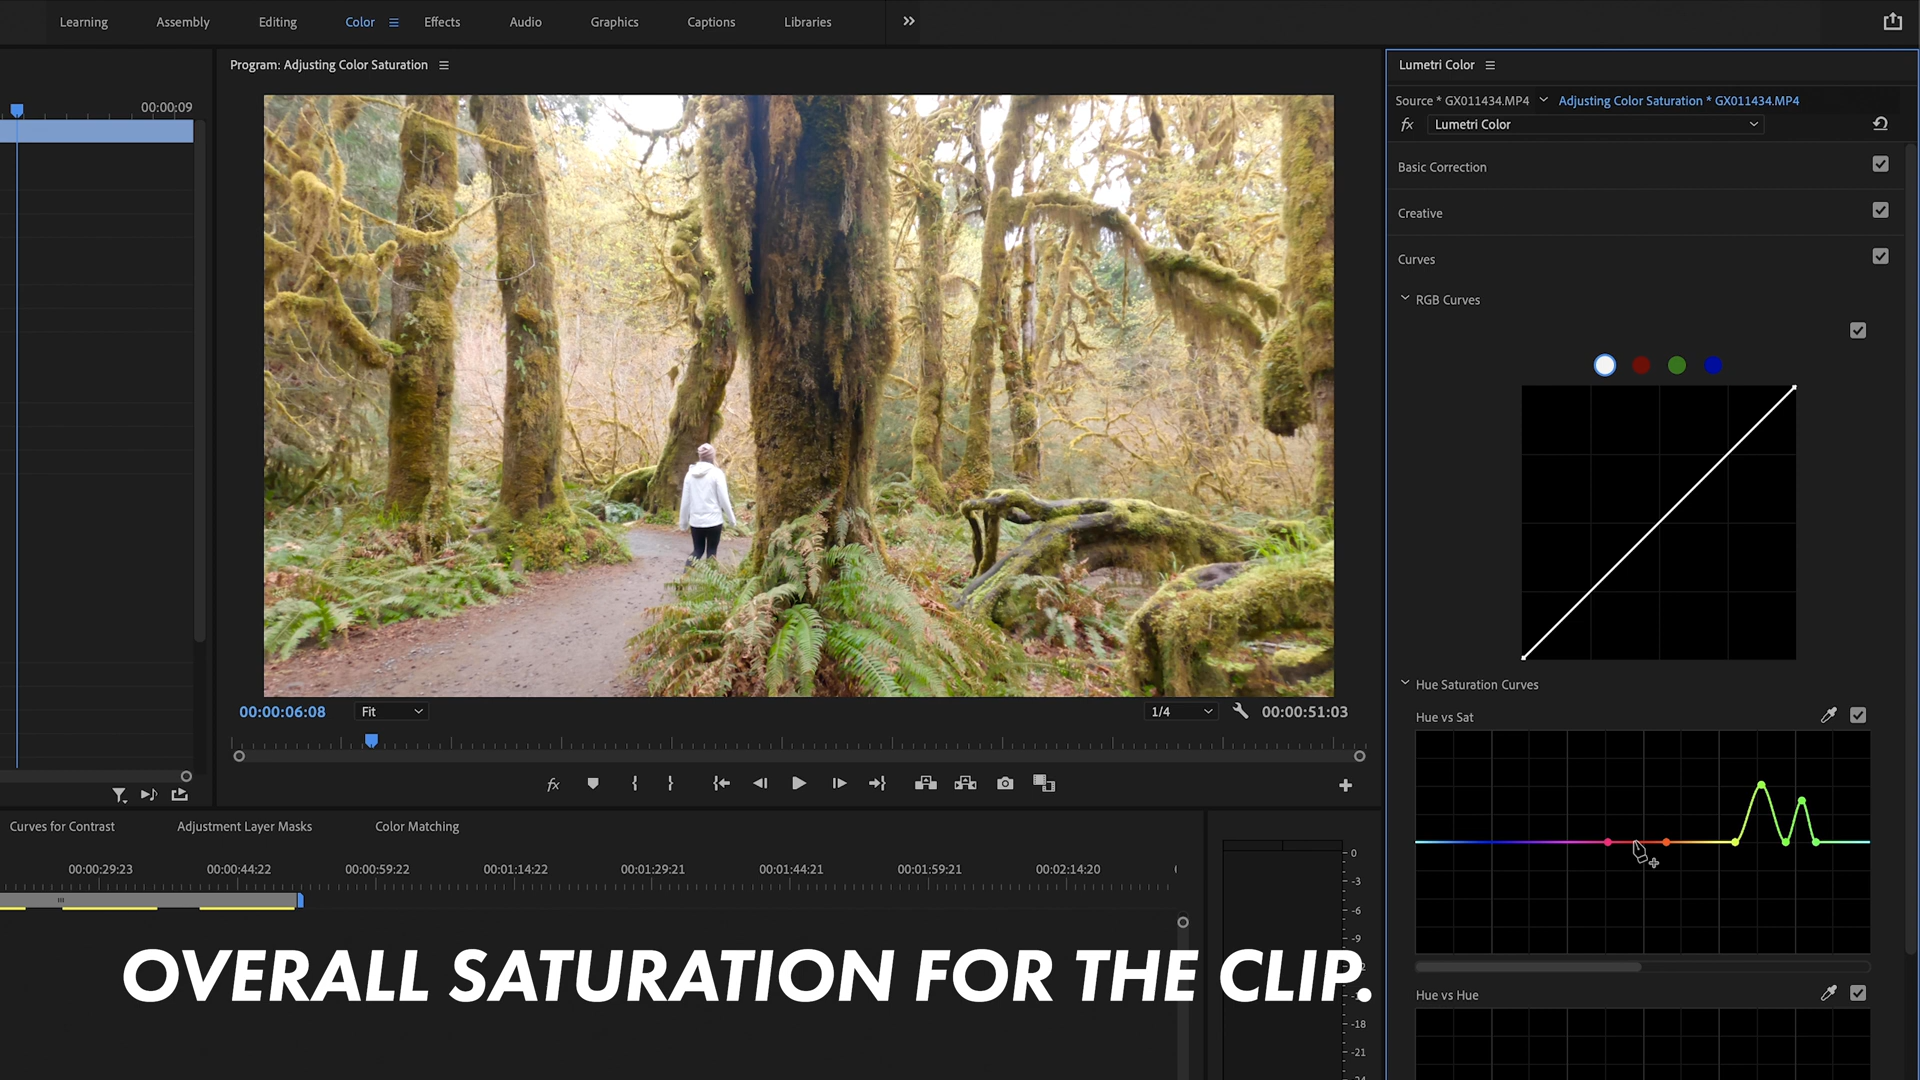 Learning Assembly Editing Color Effects Audio Graphics Captions Libraries
Program: Adjusting Color Saturation
00:00:09
Lumetri Color
Source * GX011434.MP4 Adjusting Color Saturation * GX011434.MP4
fx Lumetri Color
Basic Correction
Creative
Curves
RGB Curves
Hue Saturation Curves
Hue vs Sat
Hue vs Hue
00:00:06:08 Fit 1/4 00:00:51:03
fx
Curves for Contrast Adjustment Layer Masks Color Matching
00:00:29:23 00:00:44:22 00:00:59:22 00:01:14:22 00:01:29:21 00:01:44:21 00:01:59:21 00:02:14:20
0
-3
-6
-9
-18
-21
OVERALL SATURATION FOR THE CLIP.